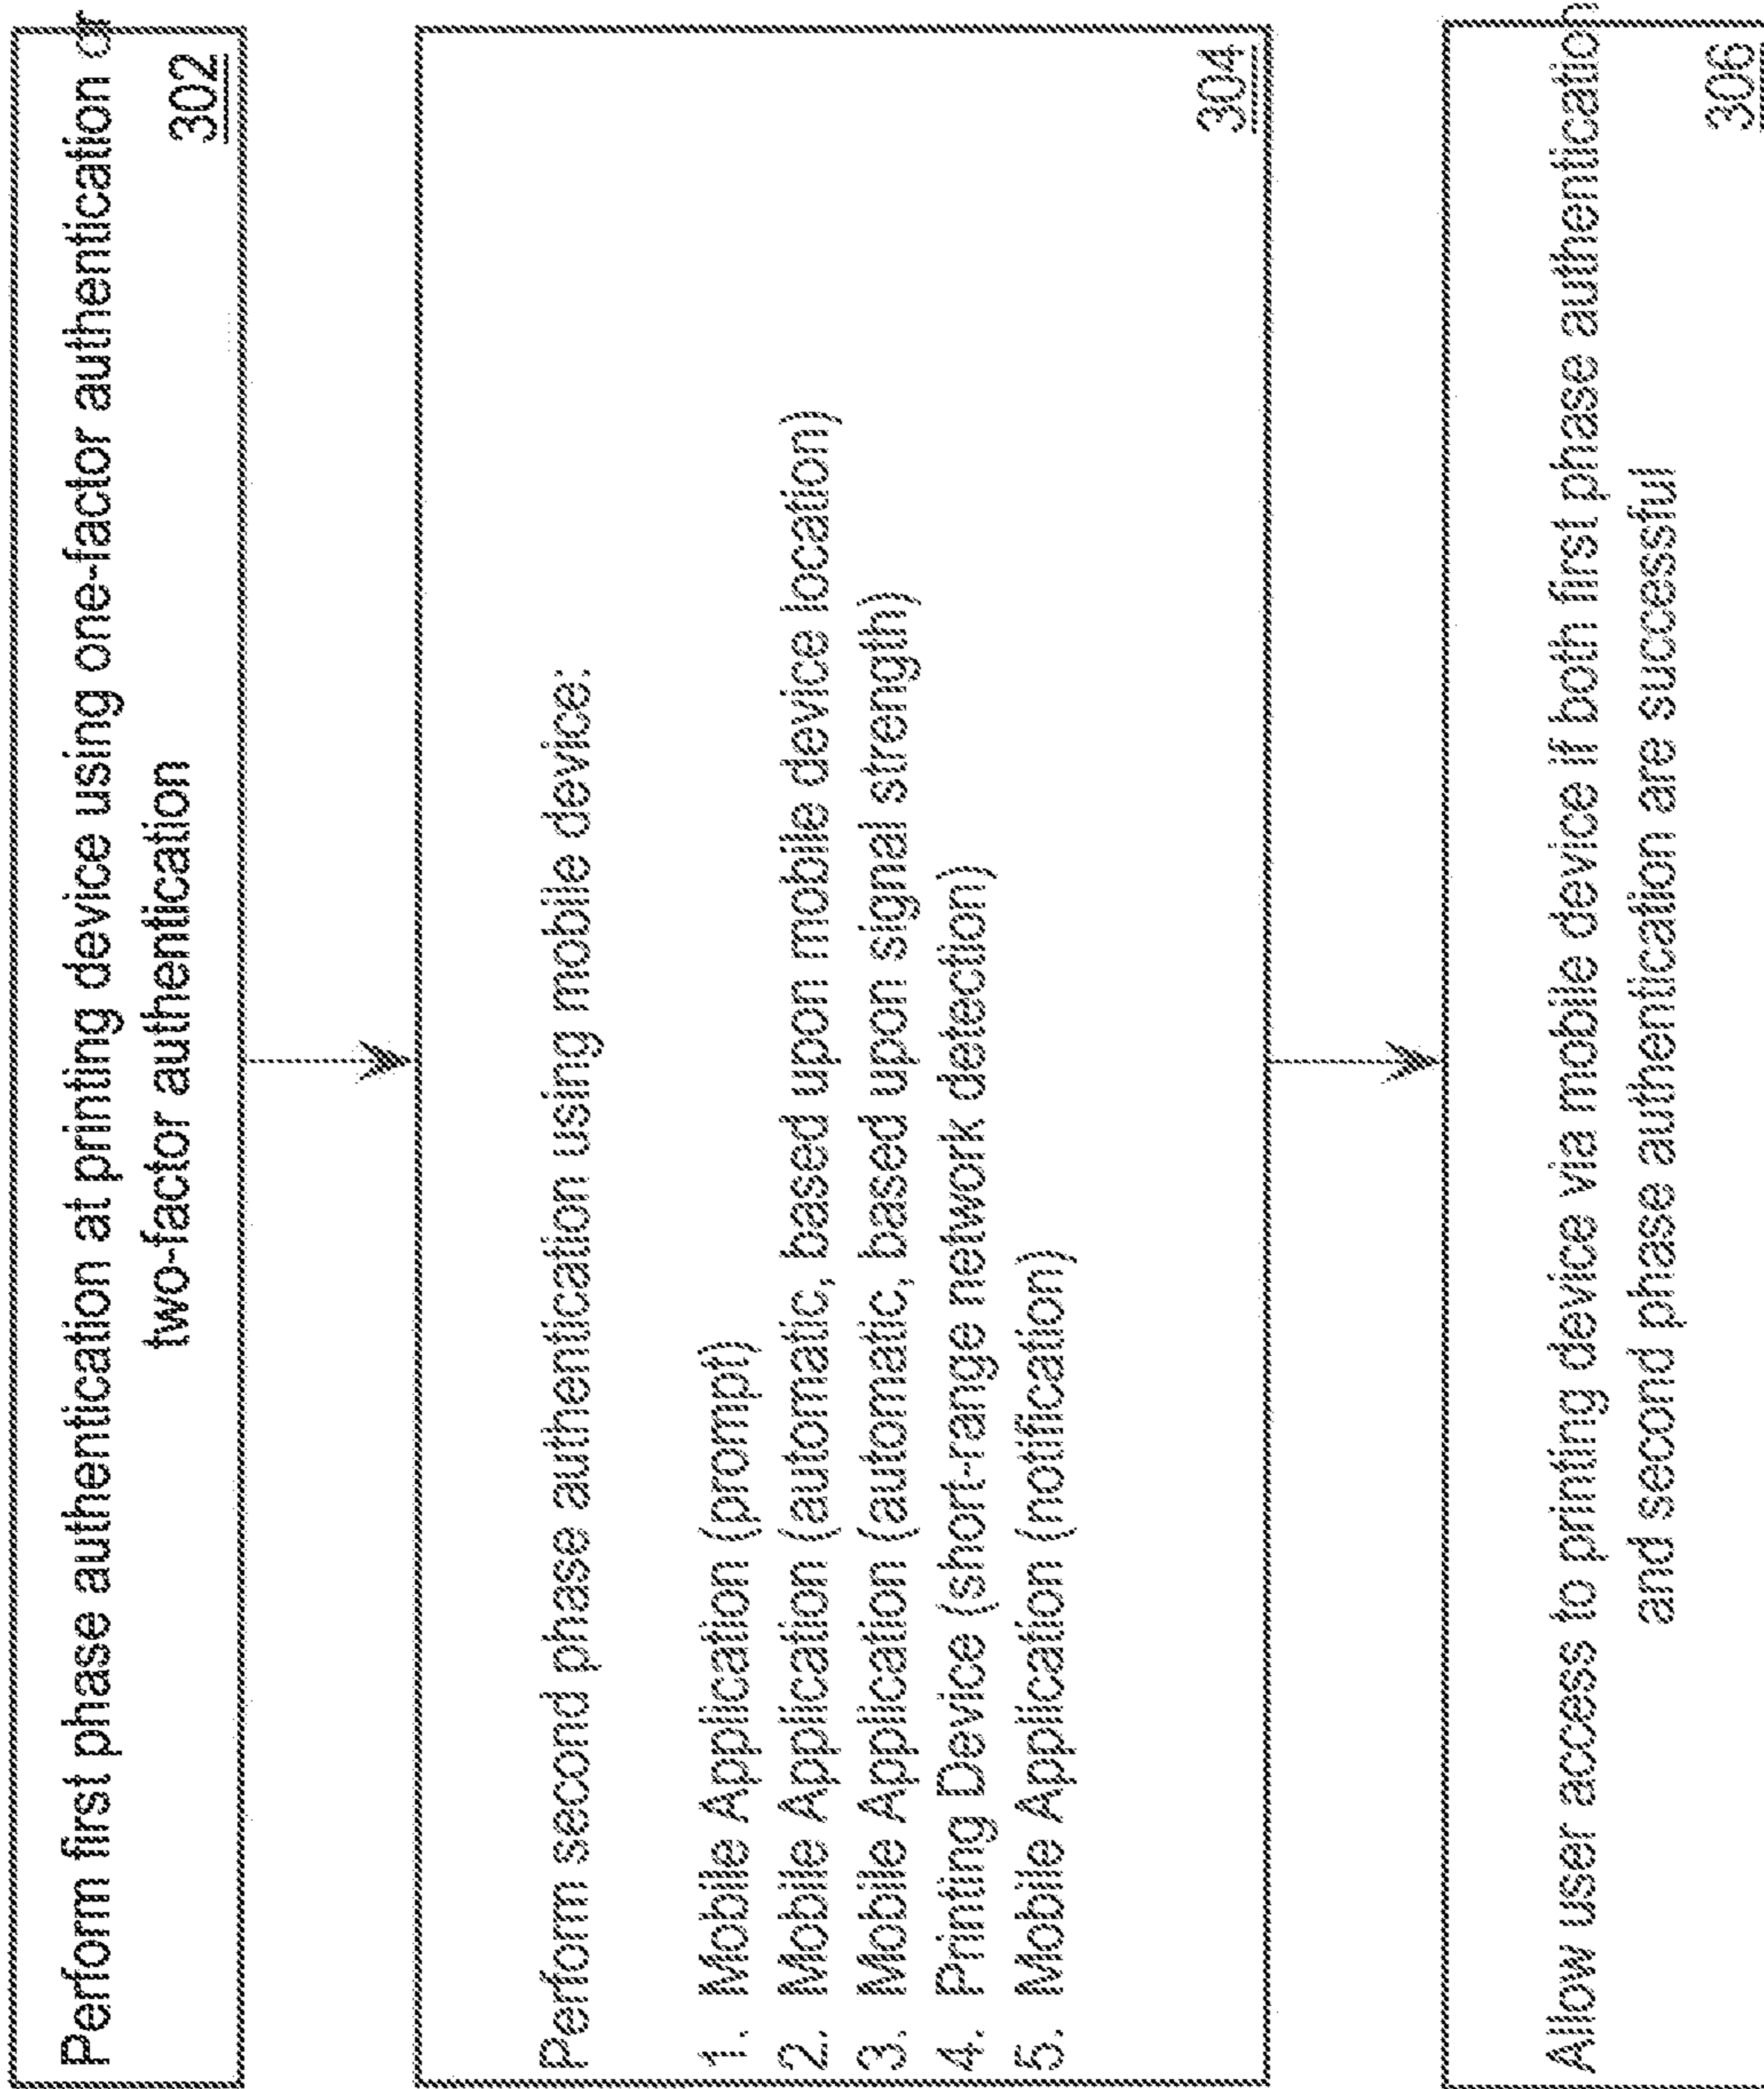 Perform first phase authentication at printing device using one-factor authentication or
two-factor authentication
302
Perform second phase authentication using mobile device:
1. Mobile Application (prompt)
2. Mobile Application (automatic, based upon mobile device location)
3. Mobile Application (automatic, based upon signal strength)
4. Printing Device (short-range network detection)
5. Mobile Application (notification)
304
Allow user access to printing device via mobile device if both first phase authentication
and second phase authentication are successful
306